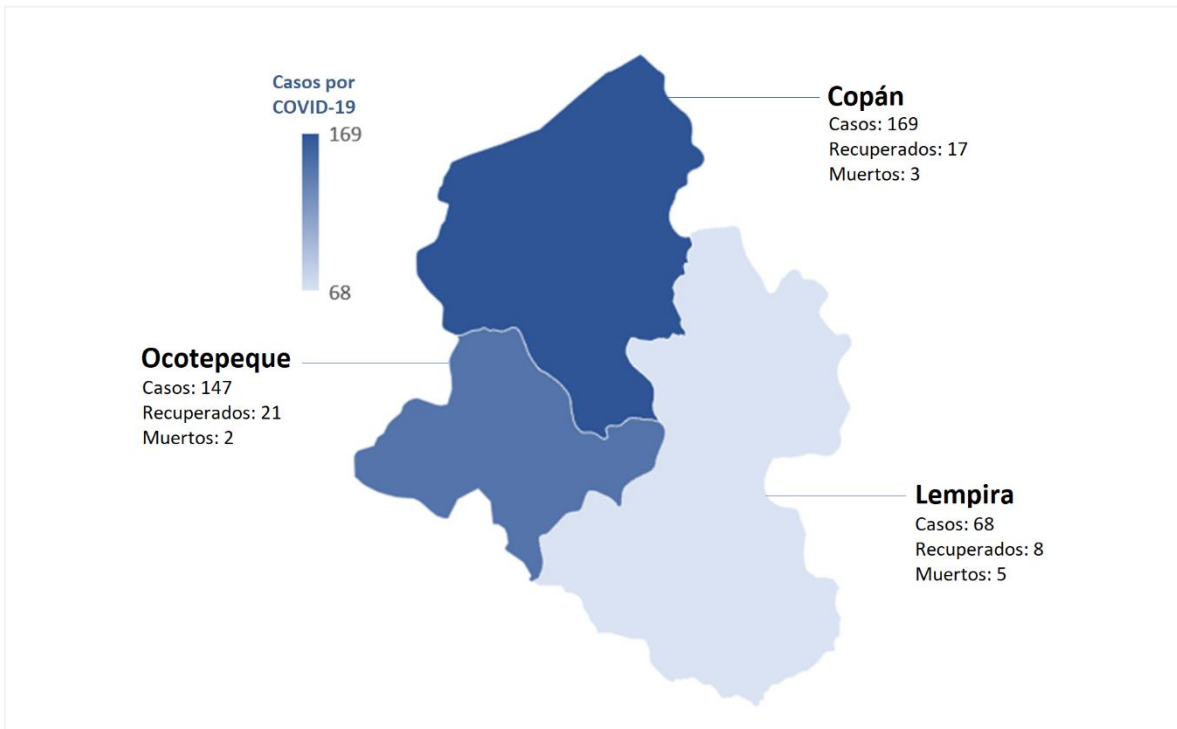 Casos por
COVID-19
169
68
Copán
Casos: 169
Recuperados: 17
Muertos: 3
Ocotepeque
Casos: 147
Recuperados: 21
Muertos: 2
Lempira
Casos: 68
Recuperados: 8
Muertos: 5